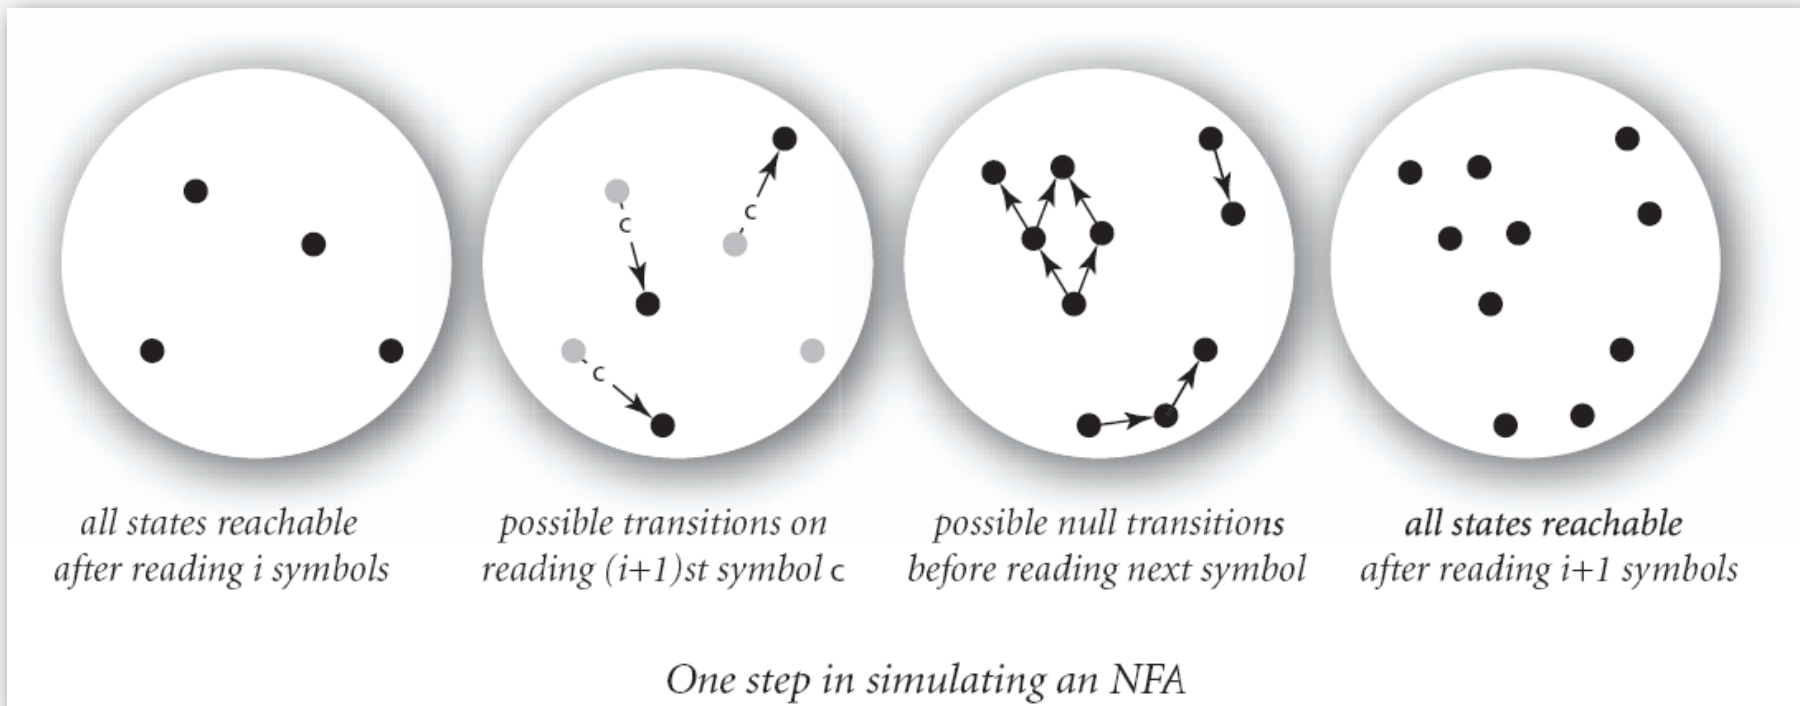 c
c
c
all states reachable
after reading i symbols
possible transitions on
reading (i+1)st symbol c
possible null transitions
before reading next symbol
all states reachable
after reading i+1 symbols
One step in simulating an NFA